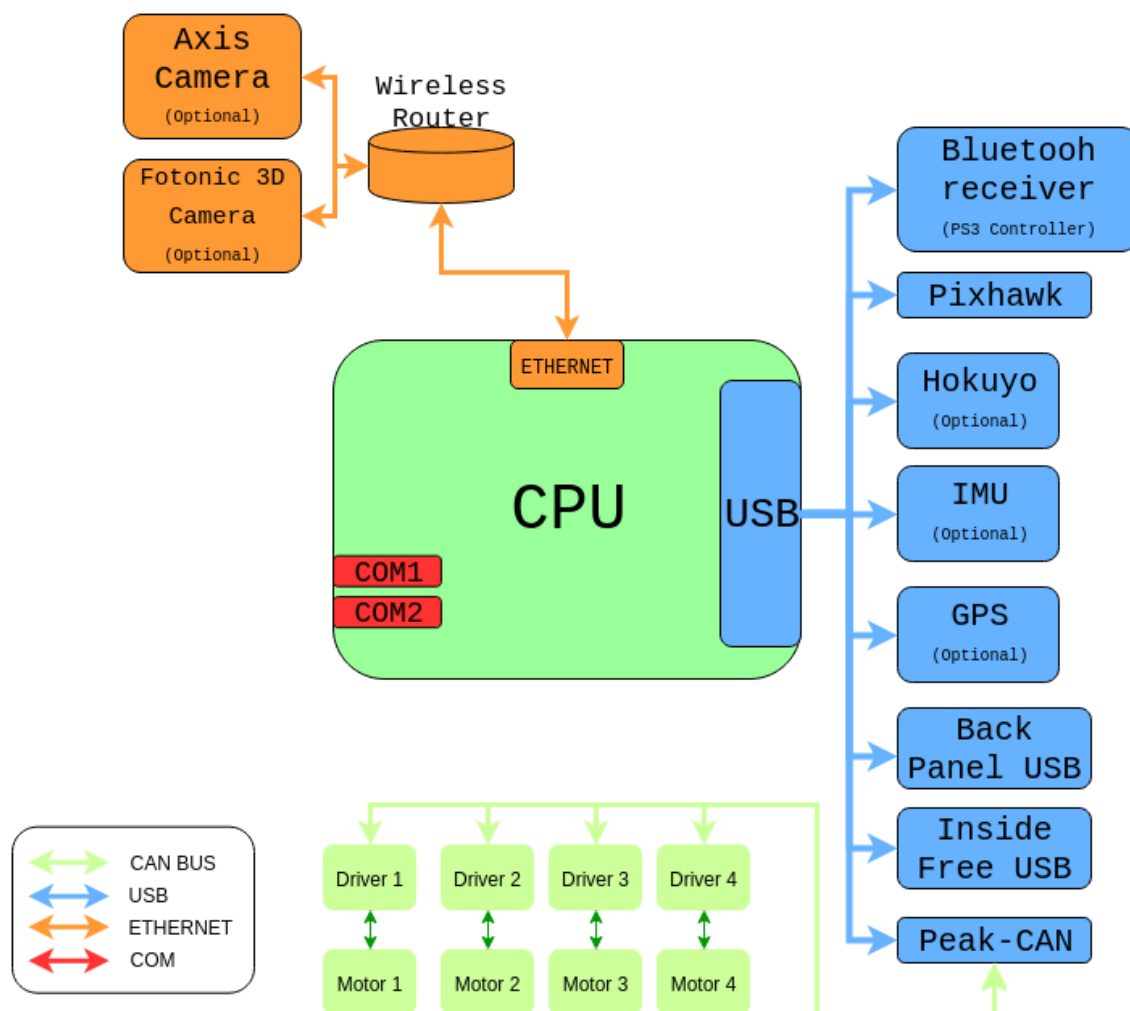 Axis
Camera
(Optional)
Wireless
Router
Fotonic 3D
Camera
(Optional)
Bluetooh
receiver
(PS3 Controller)
Pixhawk
ETHERNET
Hokuyo
(Optional)
CPU
USB
IMU
(Optional)
COM1
COM2
GPS
(Optional)
Back
Panel USB
Inside
Free USB
Peak-CAN
CAN BUS
USB
ETHERNET
COM
Driver 1
Driver 2
Driver 3
Driver 4
Motor 1
Motor 2
Motor 3
Motor 4